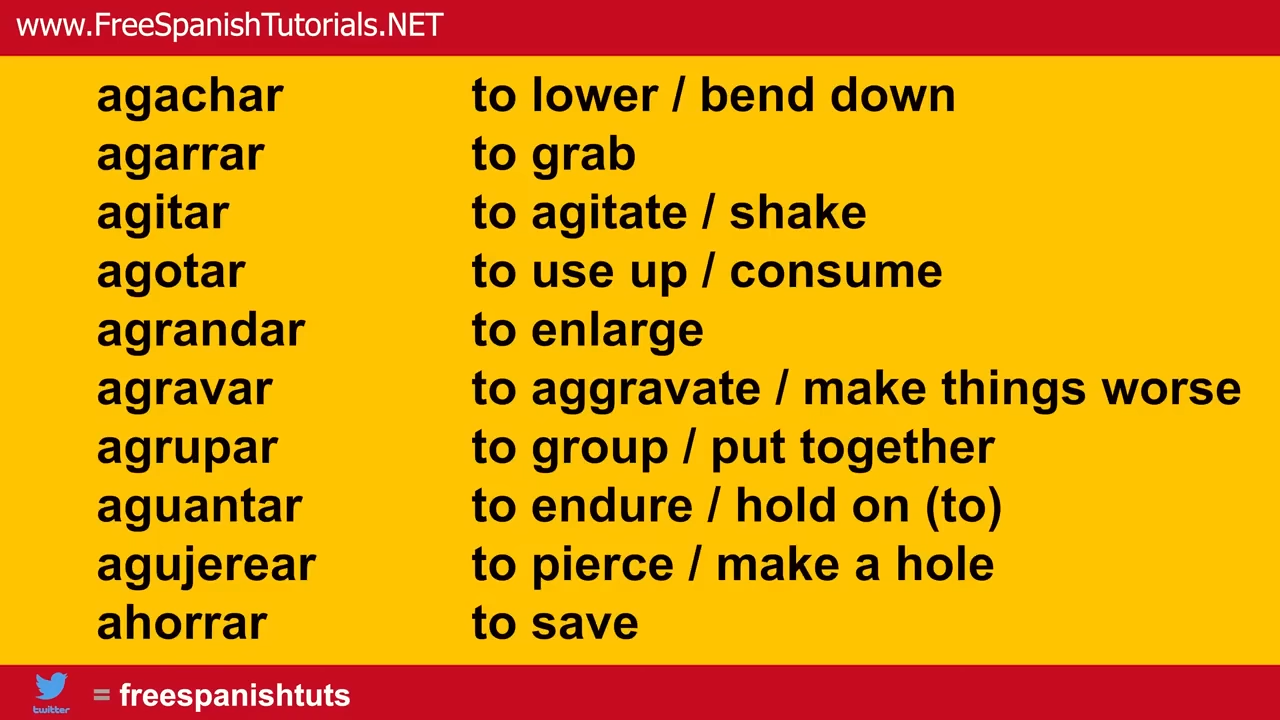 www.FreeSpanishTutorials.NET
agachar to lower / bend down
agarrar to grab
agitar to agitate / shake
agotar to use up / consume
agrandar to enlarge
agravar to aggravate / make things worse
agrupar to group / put together
aguantar to endure / hold on (to)
agujerear to pierce / make a hole
ahorrar to save
twitter = freespanishtuts